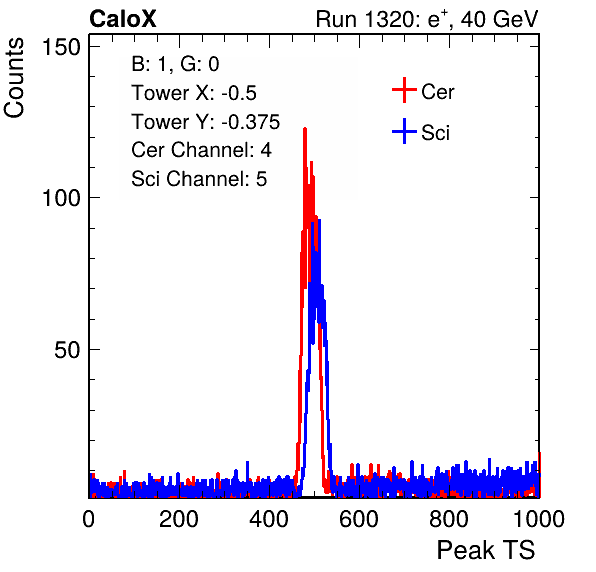 CaloX Run 1320: e⁺, 40 GeV
Counts
150
100
50
B: 1, G: 0
Tower X: -0.5
Tower Y: -0.375
Cer Channel: 4
Sci Channel: 5
Cer
Sci
0 200 400 600 800 1000
Peak TS